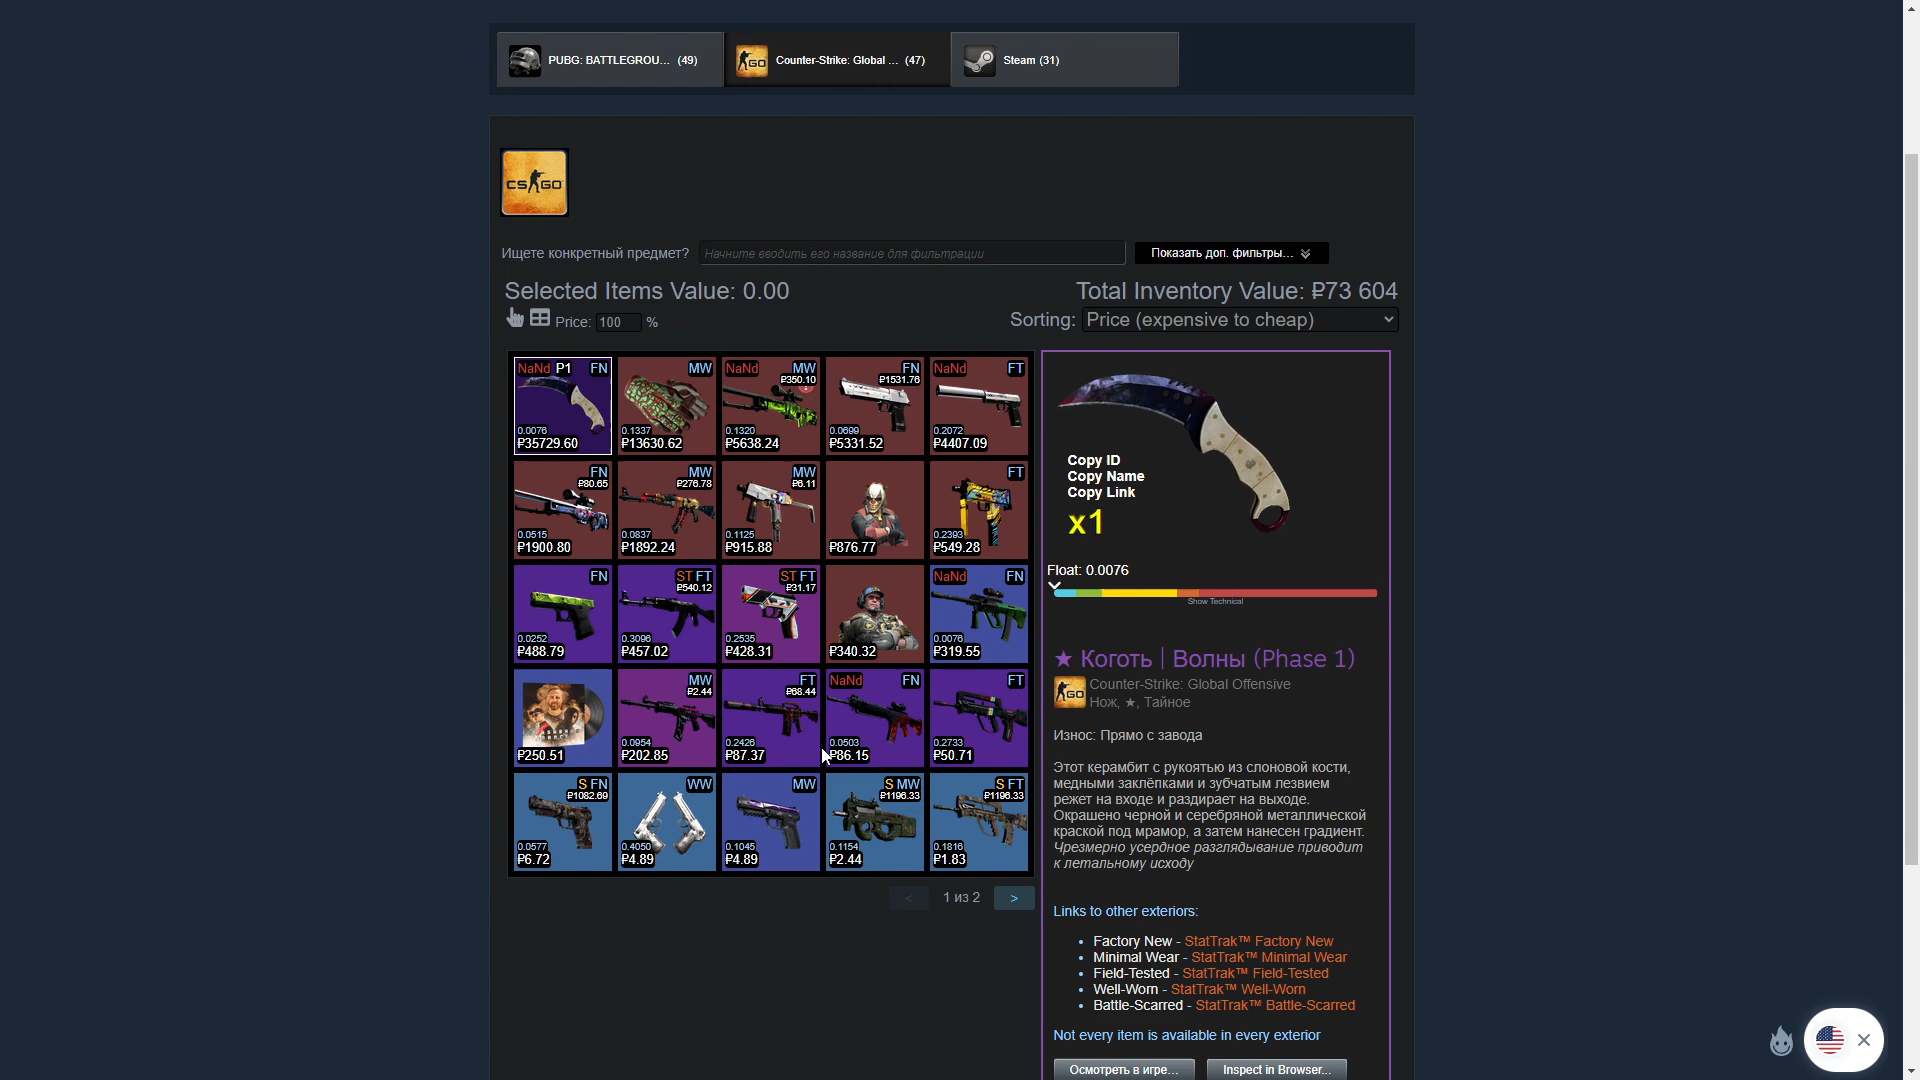 PUBG: BATTLEGROU... (49)
Counter-Strike: Global ... (47)
Steam (31)
CS GO
Ищете конкретный предмет?
Начните вводить его название для фильтрации
Показать доп. фильтры...
Selected Items Value: 0.00
Total Inventory Value: ₽73 604
Price: 100 %
Sorting: Price (expensive to cheap)
NaNd P1 FN
0.0076
₽35729.60
MW
0.1337
₽13630.62
NaNd MW
₽350.10
0.1320
₽5638.24
FN
₽1531.76
0.0699
₽5331.52
NaNd FT
0.2072
₽4407.09
FN
₽80.65
0.0515
₽1900.80
MW
₽276.78
0.0837
₽1892.24
MW
₽6.11
0.1125
₽915.88
₽876.77
FT
0.2393
₽549.28
FN
0.0252
₽488.79
ST FT
₽540.12
0.3096
₽457.02
ST FT
₽31.17
0.2535
₽428.31
₽340.32
NaNd FN
0.0076
₽319.55
₽250.51
MW
₽2.44
0.0954
₽202.85
FT
₽68.44
0.2426
₽87.37
NaNd FN
0.0503
₽86.15
FT
0.2733
₽50.71
S FN
₽1082.69
0.0577
₽6.72
WW
0.4050
₽4.89
MW
0.1045
₽4.89
S MW
₽1196.33
0.1154
₽2.44
S FT
₽1196.33
0.1816
₽1.83
<
1 из 2
>
Copy ID
Copy Name
Copy Link
x1
Float: 0.0076
Show Technical
★ Коготь | Волны (Phase 1)
GO
Counter-Strike: Global Offensive
Нож, ★, Тайное
Износ: Прямо с завода
Этот керамбит с рукоятью из слоновой кости,
медными заклёпками и зубчатым лезвием
режет на входе и раздирает на выходе.
Окрашено черной и серебряной металлической
краской под мрамор, а затем нанесен градиент.
Чрезмерно усердное разглядывание приводит
к летальному исходу
Links to other exteriors:
• Factory New - StatTrak™ Factory New
• Minimal Wear - StatTrak™ Minimal Wear
• Field-Tested - StatTrak™ Field-Tested
• Well-Worn - StatTrak™ Well-Worn
• Battle-Scarred - StatTrak™ Battle-Scarred
Not every item is available in every exterior
Осмотреть в игре...
Inspect in Browser...